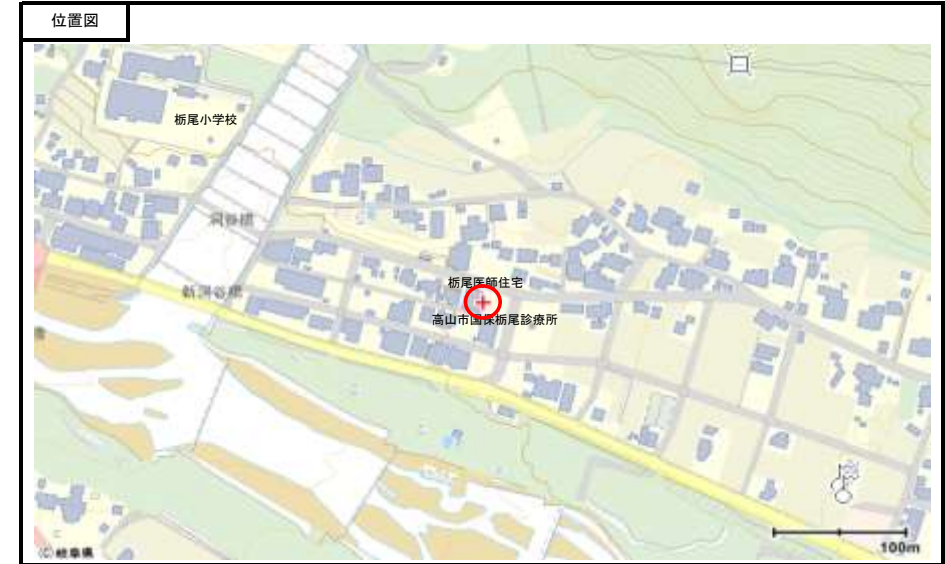 位置図
栃尾小学校
洞谷橋
栃尾医師住宅
新洞谷橋
高山市国保栃尾診療所
橋
100m
© 岐阜県